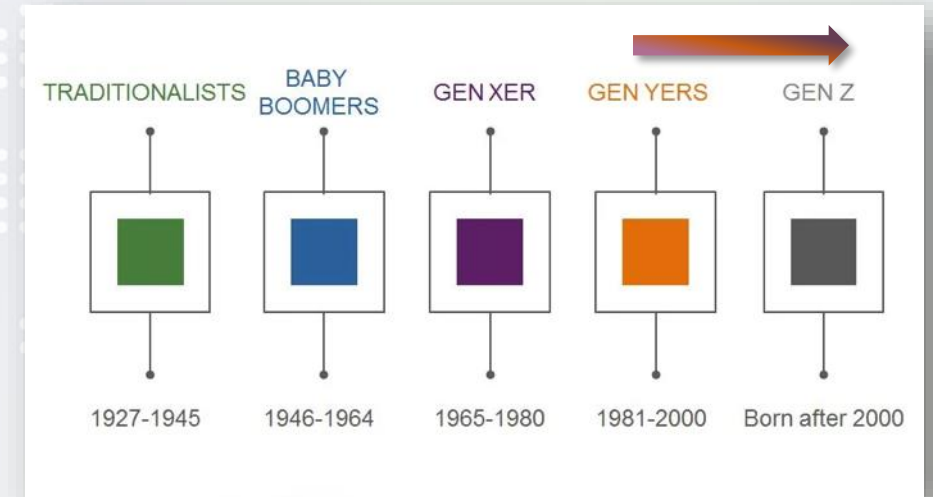 TRADITIONALISTS
BABY
BOOMERS
GEN XER
GEN YERS
GEN Z
1927-1945
1946-1964
1965-1980
1981-2000
Born after 2000